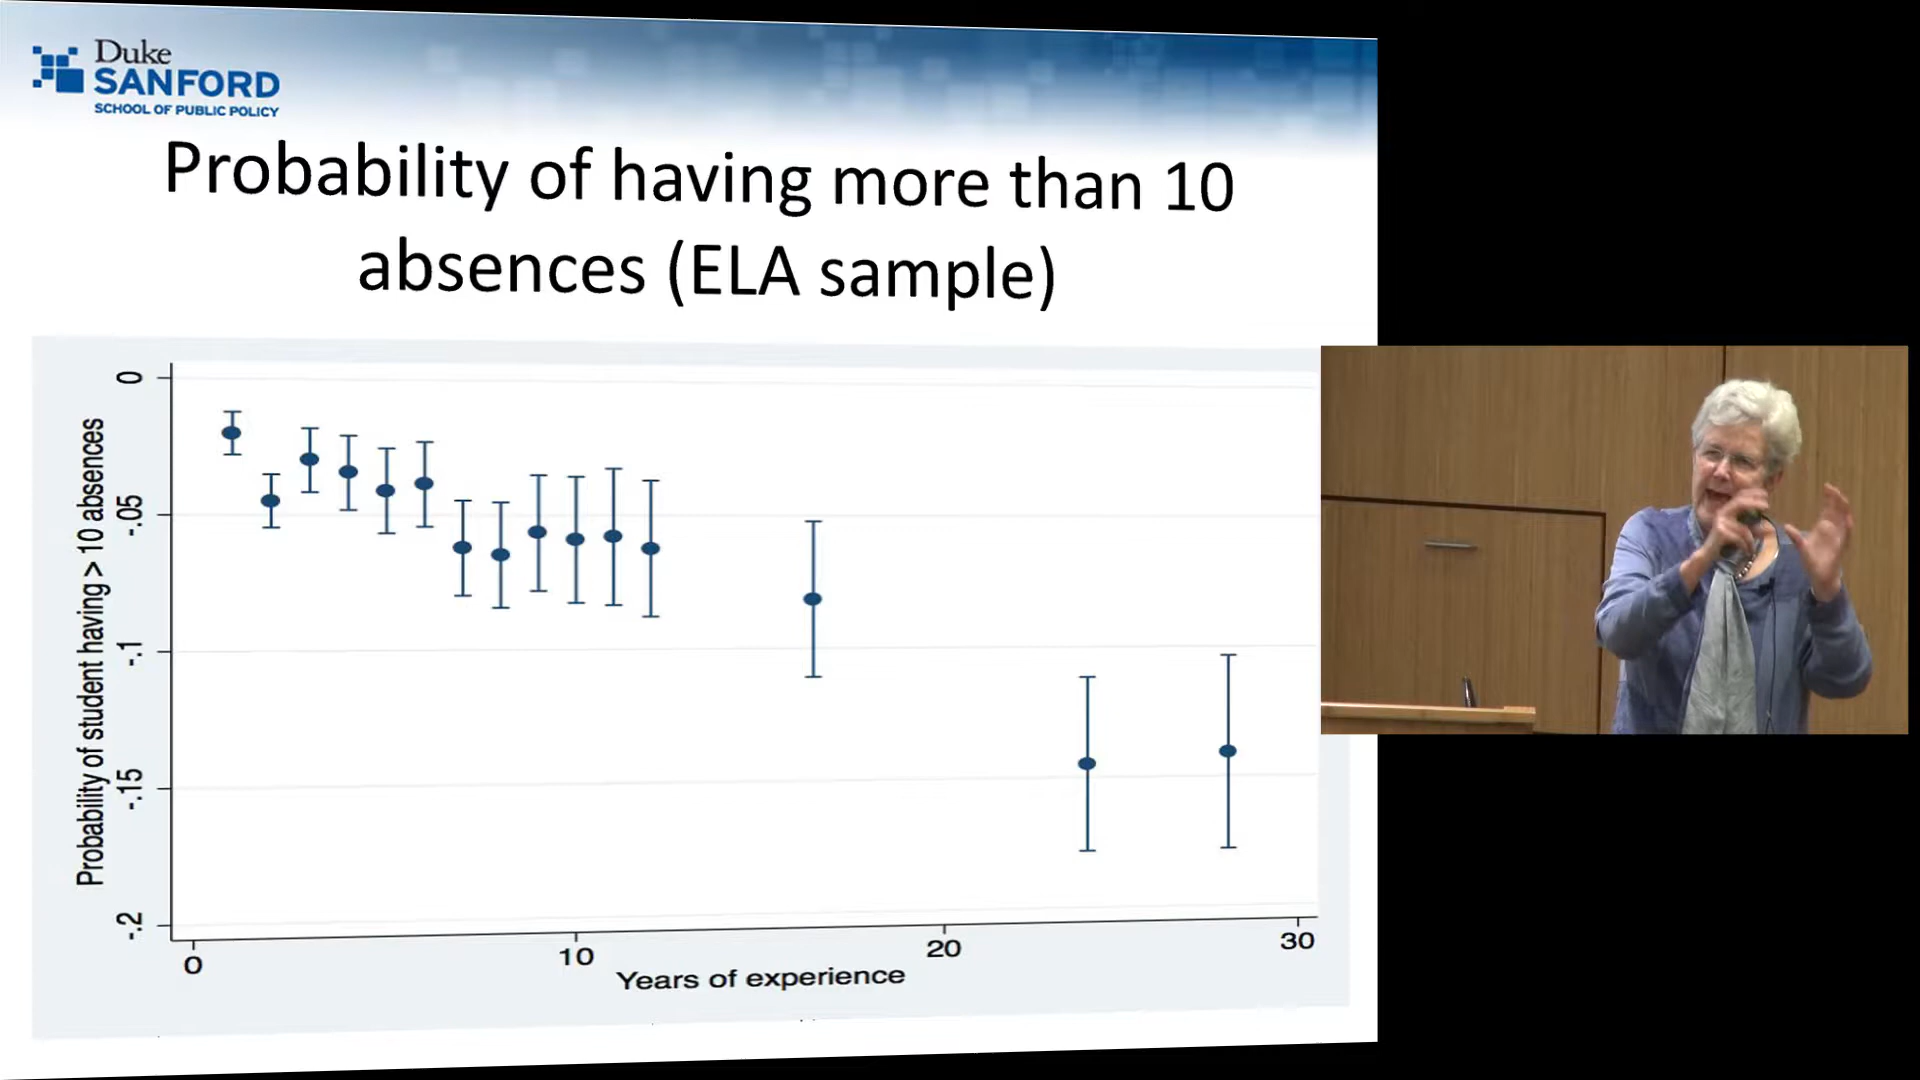 Duke
SANFORD
SCHOOL OF PUBLIC POLICY
Probability of having more than 10
absences (ELA sample)
Probability of student having > 10 absences
0
-.05
-.1
-.15
-.2
0
10
20
30
Years of experience